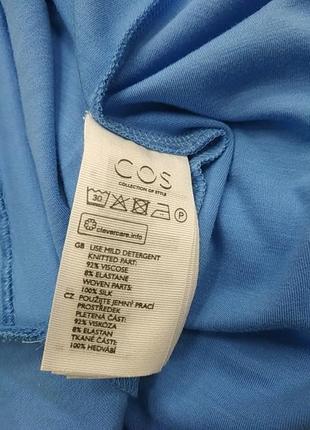 COS
COLLECTION OF STYLE
30 P
clevercare.info
GB USE MILD DETERGENT
KNITTED PART:
92% VISCOSE
8% ELASTANE
WOVEN PARTS:
100% SILK
CZ POUŽIJTE JEMNÝ PRACÍ
PROSTŘEDEK
PLETENÁ ČÁST:
92% VISKÓZA
8% ELASTAN
TKANÉ ČÁSTI:
100% HEDVÁBÍ